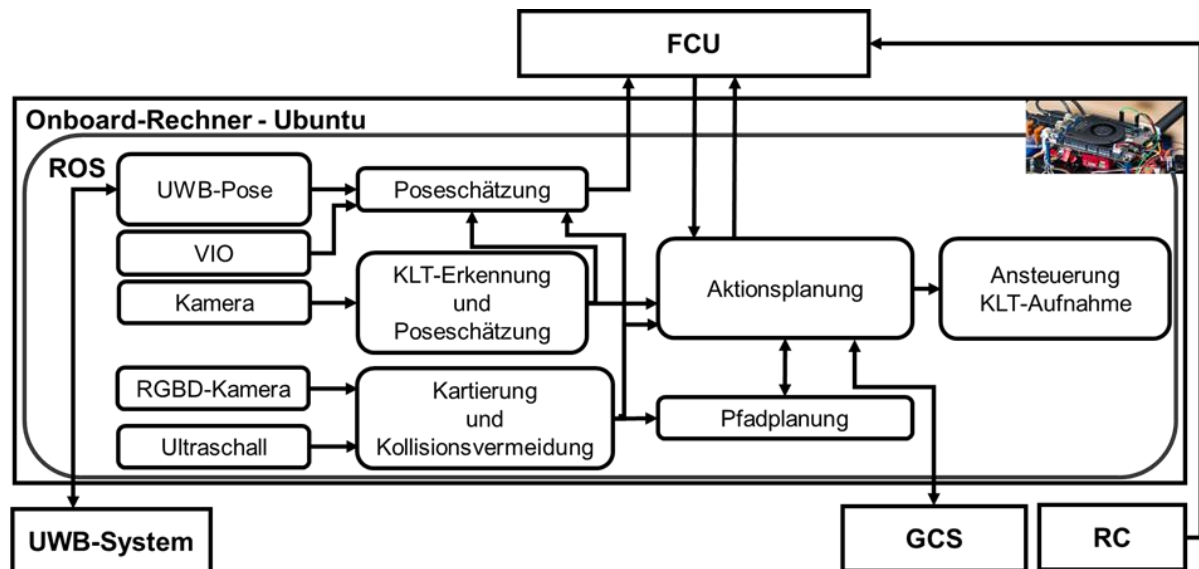 FCU
Onboard-Rechner - Ubuntu
ROS
UWB-Pose
Poseschätzung
VIO
Kamera
KLT-Erkennung
und
Poseschätzung
Aktionsplanung
Ansteuerung
KLT-Aufnahme
RGBD-Kamera
Ultraschall
Kartierung
und
Kollisionsvermeidung
Pfadplanung
UWB-System
GCS
RC